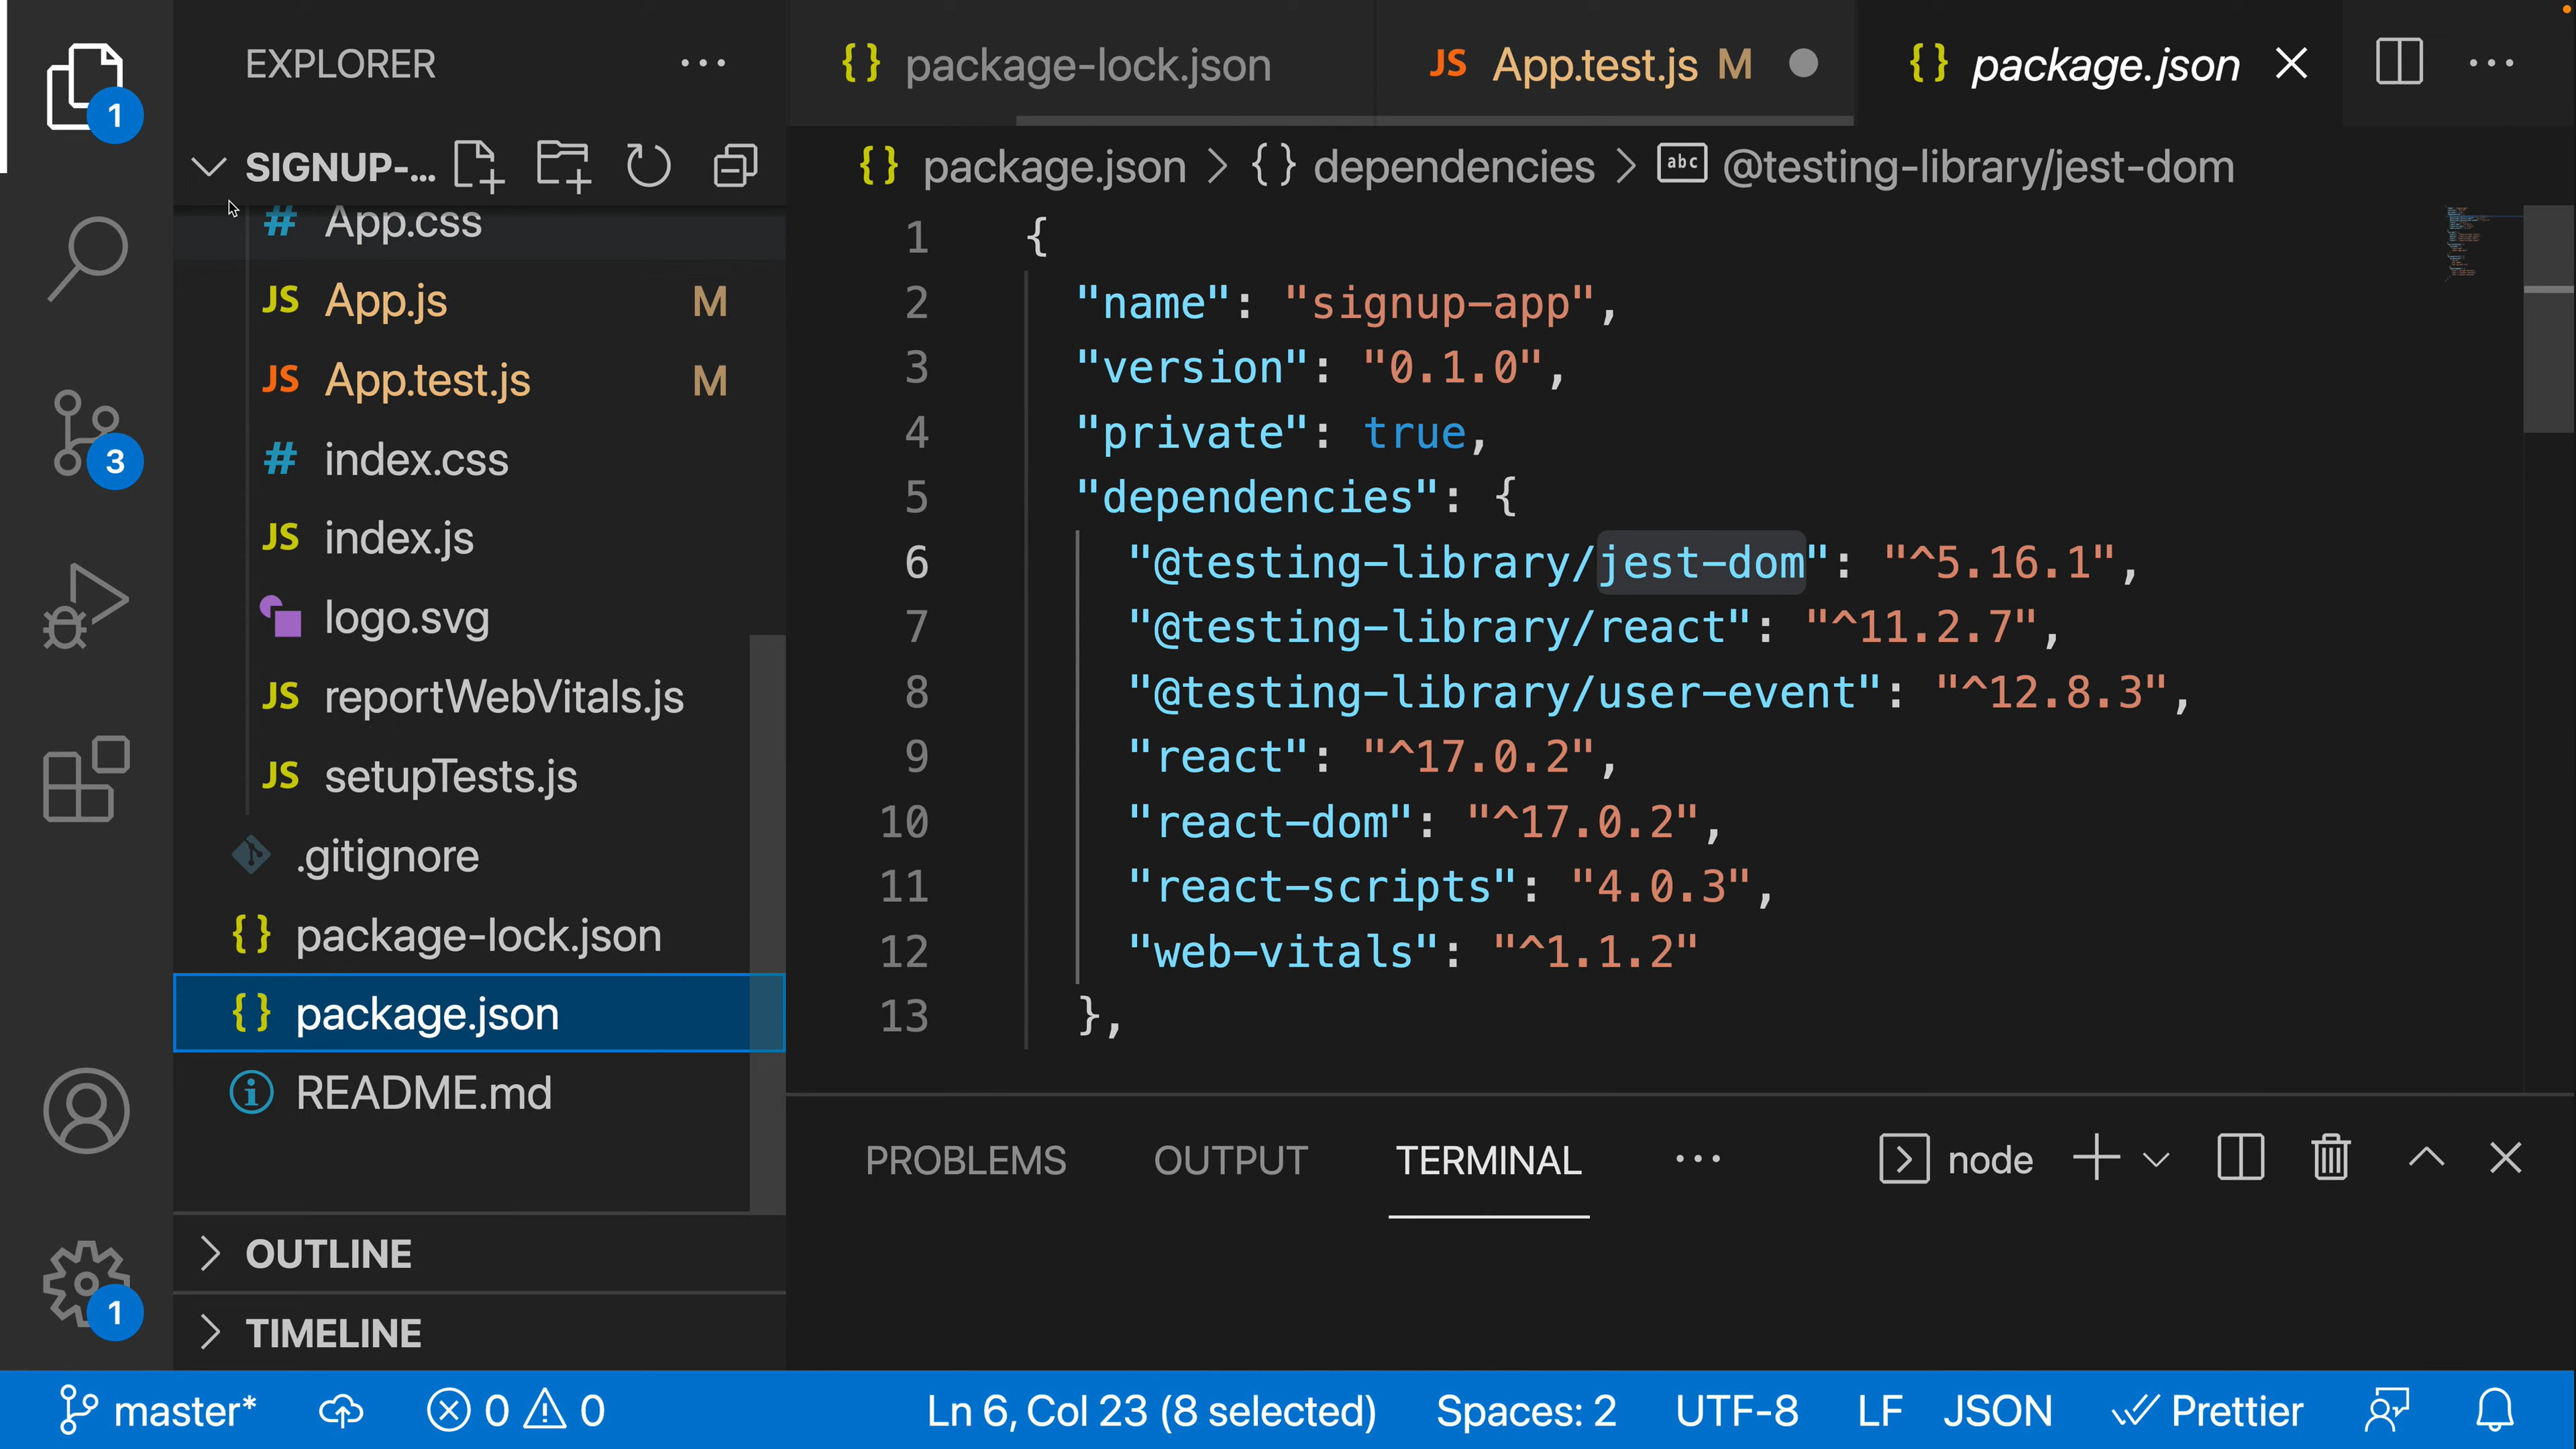 EXPLORER
1
SIGNUP-...
# App.css
JS App.js M
JS App.test.js M
# index.css
JS index.js
logo.svg
JS reportWebVitals.js
JS setupTests.js
.gitignore
{} package-lock.json
{} package.json
README.md
OUTLINE
TIMELINE
3
1
{} package-lock.json
JS App.test.js M
{} package.json
{} package.json > {} dependencies > abc @testing-library/jest-dom
1 {
2 "name": "signup-app",
3 "version": "0.1.0",
4 "private": true,
5 "dependencies": {
6 "@testing-library/jest-dom": "^5.16.1",
7 "@testing-library/react": "^11.2.7",
8 "@testing-library/user-event": "^12.8.3",
9 "react": "^17.0.2",
10 "react-dom": "^17.0.2",
11 "react-scripts": "4.0.3",
12 "web-vitals": "^1.1.2"
13 },
PROBLEMS OUTPUT TERMINAL ... node
master* 0 0 Ln 6, Col 23 (8 selected) Spaces: 2 UTF-8 LF JSON Prettier